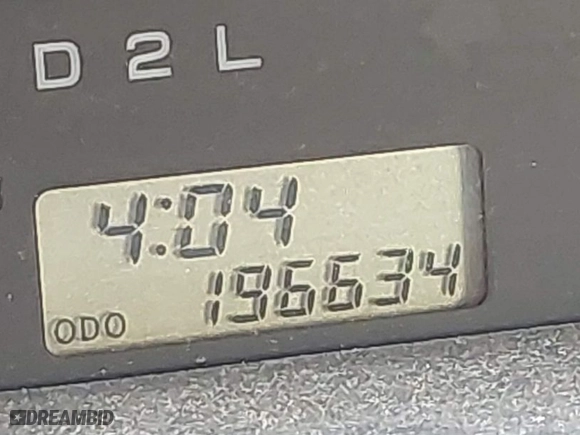 D 2 L
4:04
ODO 196634
DREAMBID